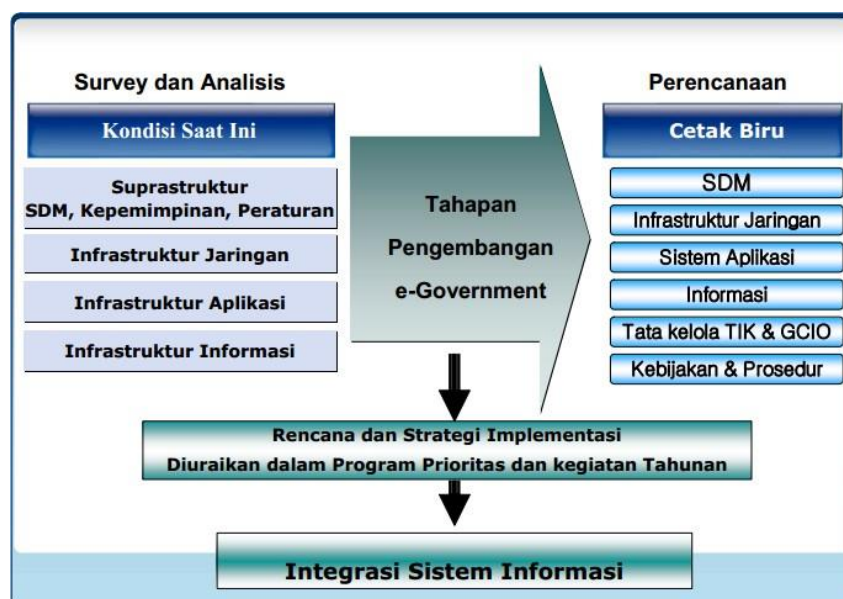 Survey dan Analisis
Kondisi Saat Ini
Suprastruktur
SDM, Kepemimpinan, Peraturan
Infrastruktur Jaringan
Infrastruktur Aplikasi
Infrastruktur Informasi
Tahapan
Pengembangan
e-Government
Perencanaan
Cetak Biru
SDM
Infrastruktur Jaringan
Sistem Aplikasi
Informasi
Tata kelola TIK & GCIO
Kebijakan & Prosedur
Rencana dan Strategi Implementasi
Diuraikan dalam Program Prioritas dan kegiatan Tahunan
Integrasi Sistem Informasi